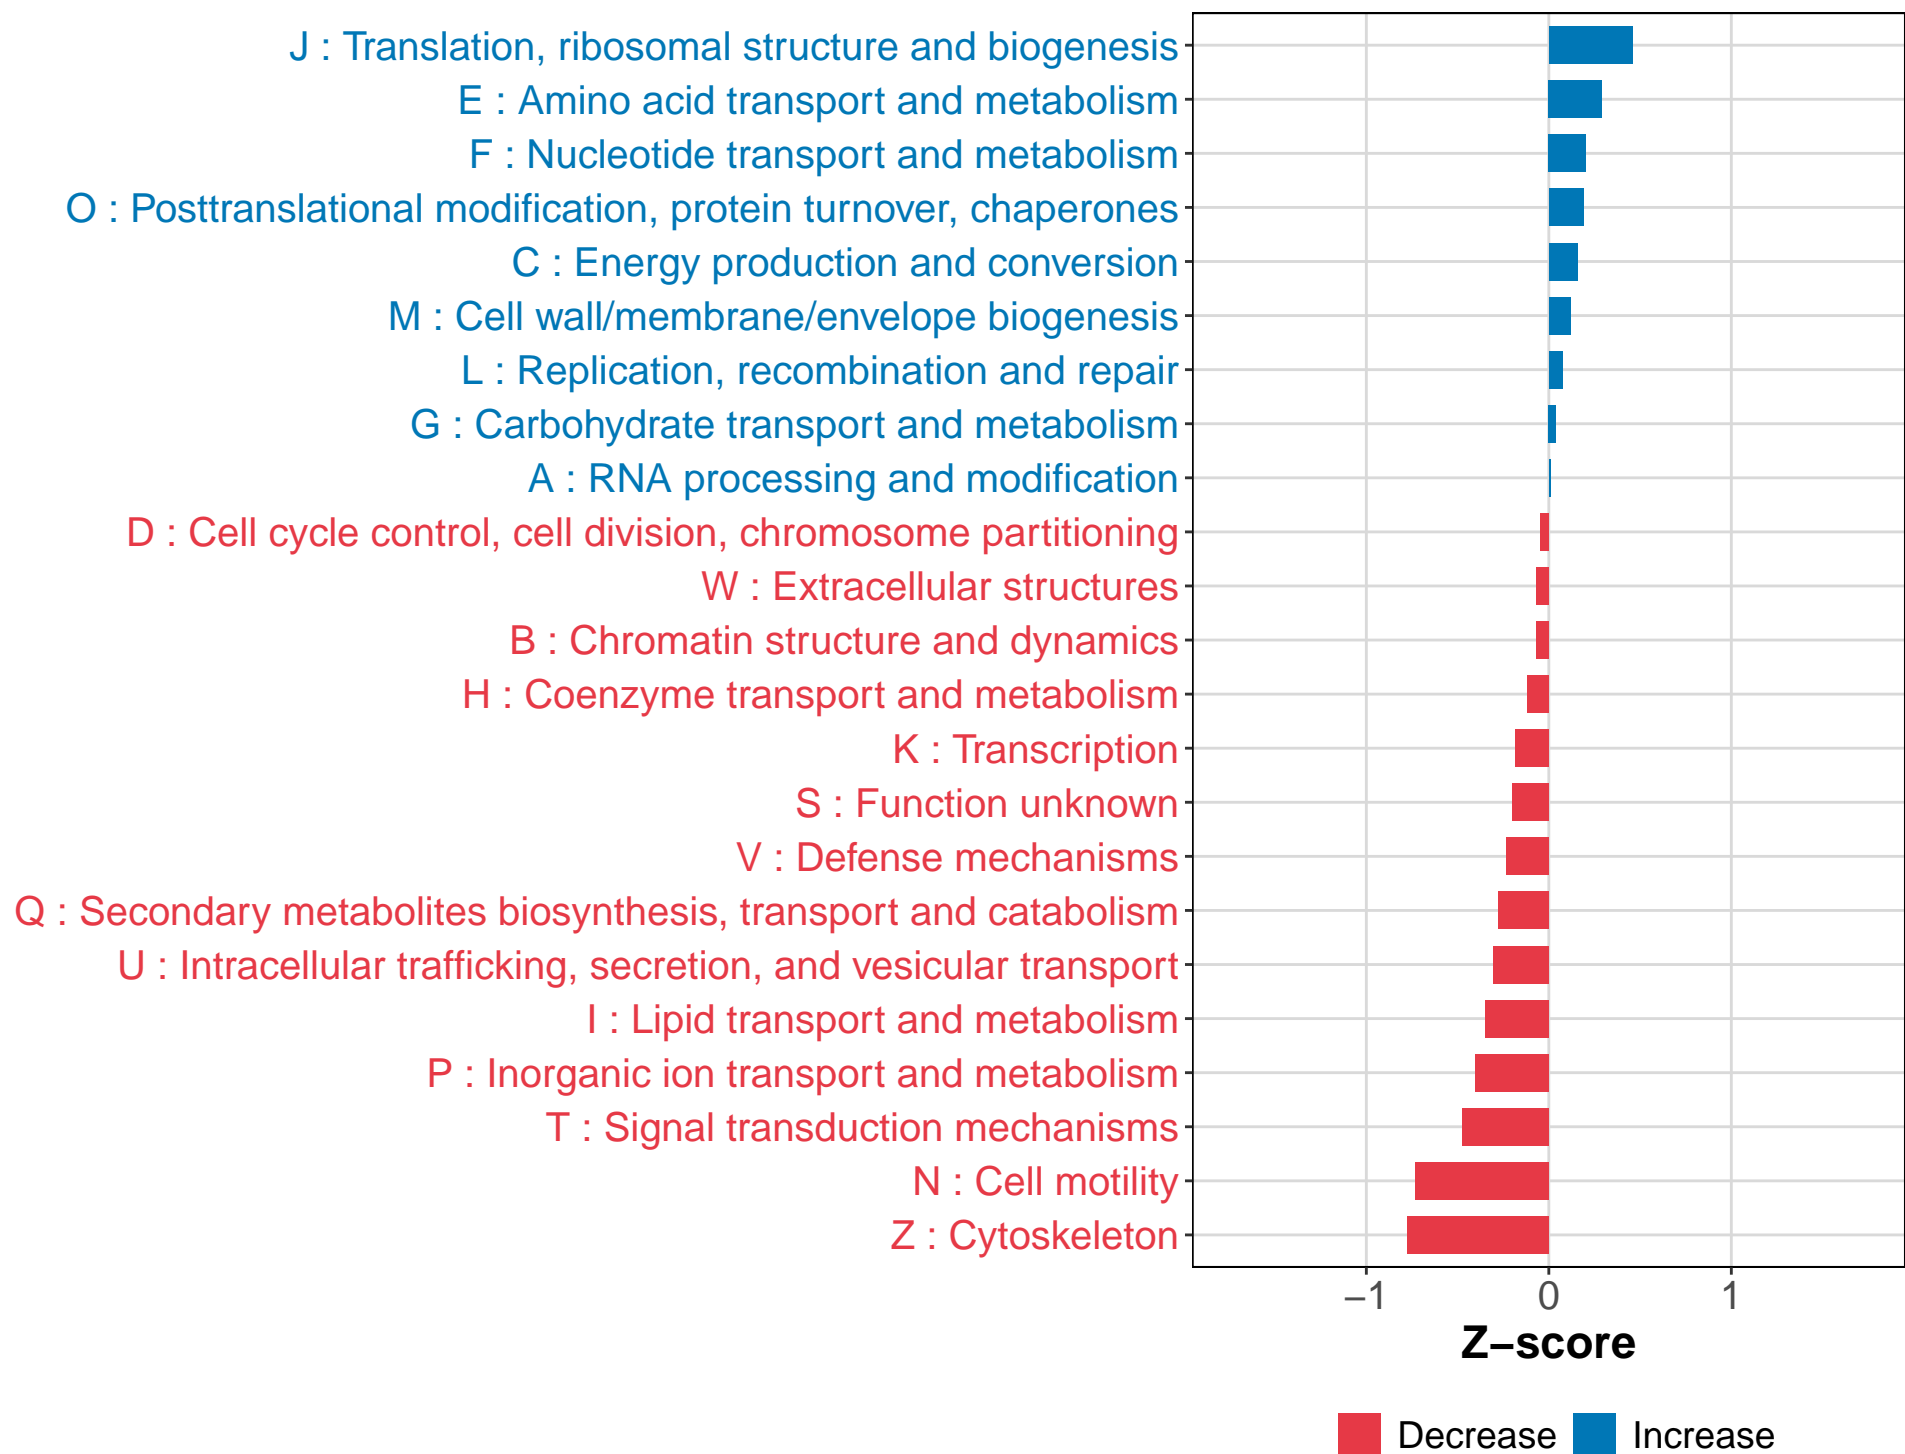 J : Translation, ribosomal structure and biogenesis
E : Amino acid transport and metabolism
F : Nucleotide transport and metabolism
O : Posttranslational modification, protein turnover, chaperones
C : Energy production and conversion
M : Cell wall/membrane/envelope biogenesis
L : Replication, recombination and repair
G : Carbohydrate transport and metabolism
A : RNA processing and modification
D : Cell cycle control, cell division, chromosome partitioning
W : Extracellular structures
B : Chromatin structure and dynamics
H : Coenzyme transport and metabolism
K : Transcription
S : Function unknown
V : Defense mechanisms
Q : Secondary metabolites biosynthesis, transport and catabolism
U : Intracellular trafficking, secretion, and vesicular transport
I : Lipid transport and metabolism
P : Inorganic ion transport and metabolism
T : Signal transduction mechanisms
N : Cell motility
Z : Cytoskeleton
−1 0 1
Z−score
Decrease Increase